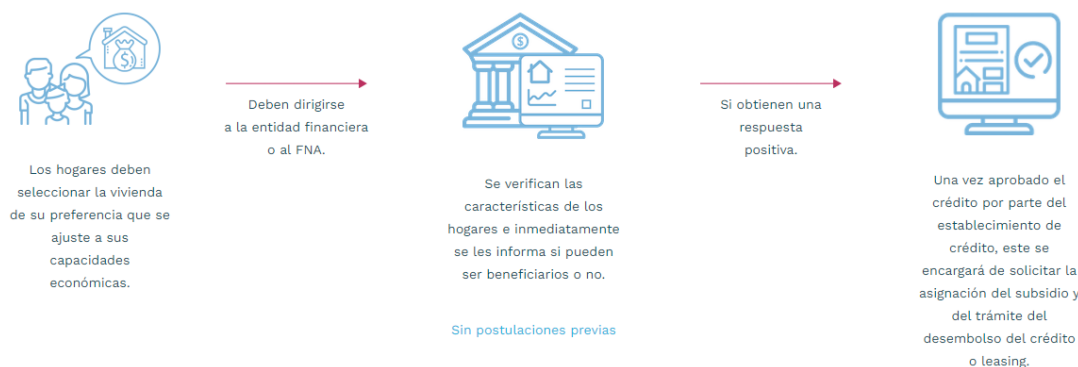 Los hogares deben
seleccionar la vivienda
de su preferencia que se
ajuste a sus
capacidades
económicas.
Deben dirigirse
a la entidad financiera
o al FNA.
Se verifican las
características de los
hogares e inmediatamente
se les informa si pueden
ser beneficiarios o no.
Sin postulaciones previas
Si obtienen una
respuesta
positiva.
Una vez aprobado el
crédito por parte del
establecimiento de
crédito, este se
encargará de solicitar la
asignación del subsidio y
del trámite del
desembolso del crédito
o leasing.